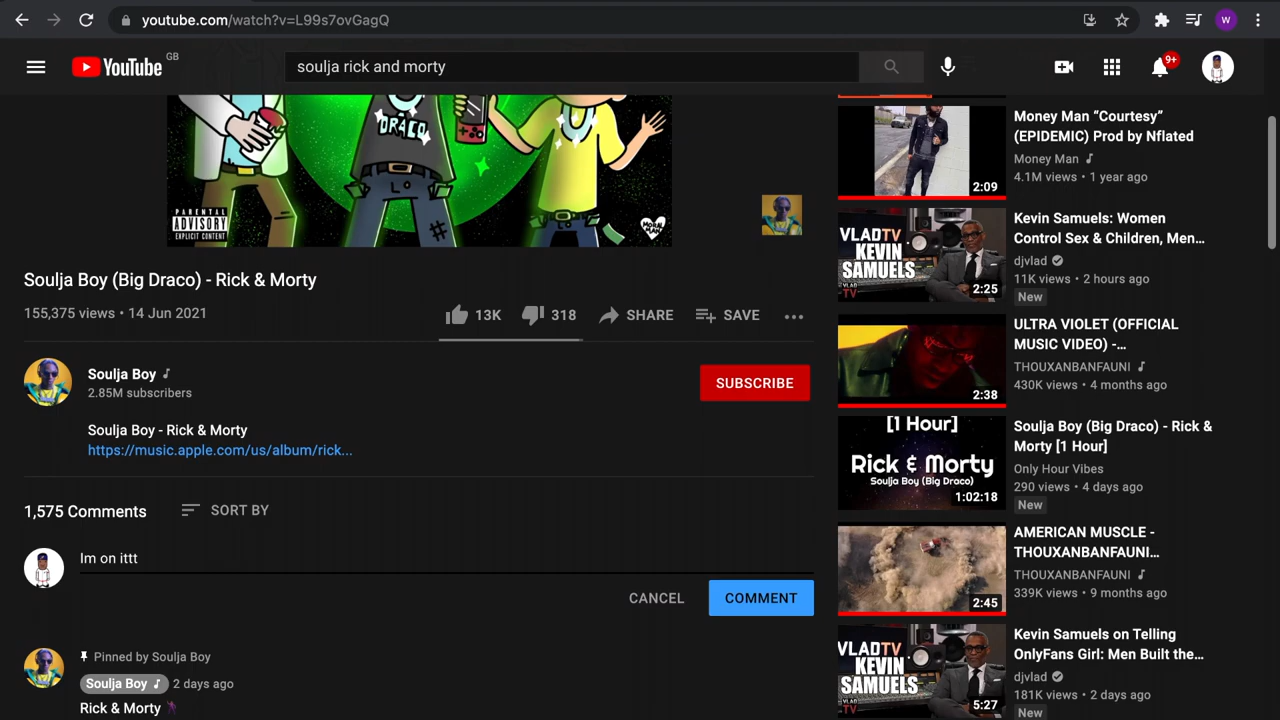 youtube.com/watch?v=L99s7ovGagQ
W
YouTube GB
soulja rick and morty
9+
DRACO
PARENTAL
ADVISORY
EXPLICIT CONTENT
Soulja Boy (Big Draco) - Rick & Morty
155,375 views • 14 Jun 2021
13K
318
SHARE
SAVE
Soulja Boy
2.85M subscribers
SUBSCRIBE
Soulja Boy - Rick & Morty
https://music.apple.com/us/album/rick...
1,575 Comments
SORT BY
Im on ittt
CANCEL
COMMENT
Pinned by Soulja Boy
Soulja Boy
2 days ago
Rick & Morty
2:09
Money Man “Courtesy”
(EPIDEMIC) Prod by Nflated
Money Man
4.1M views • 1 year ago
VLADTV
KEVIN
SAMUELS
VLAD
TV
2:25
Kevin Samuels: Women
Control Sex & Children, Men...
djvlad
11K views • 2 hours ago
New
2:38
ULTRA VIOLET (OFFICIAL
MUSIC VIDEO) -...
THOUXANBANFAUNI
430K views • 4 months ago
[1 Hour]
Rick & Morty
Soulja Boy (Big Draco)
1:02:18
Soulja Boy (Big Draco) - Rick &
Morty [1 Hour]
Only Hour Vibes
290 views • 4 days ago
New
2:45
AMERICAN MUSCLE -
THOUXANBANFAUNI...
THOUXANBANFAUNI
339K views • 9 months ago
VLADTV
KEVIN
SAMUELS
VLAD
TV
5:27
Kevin Samuels on Telling
OnlyFans Girl: Men Built the...
djvlad
181K views • 2 days ago
New